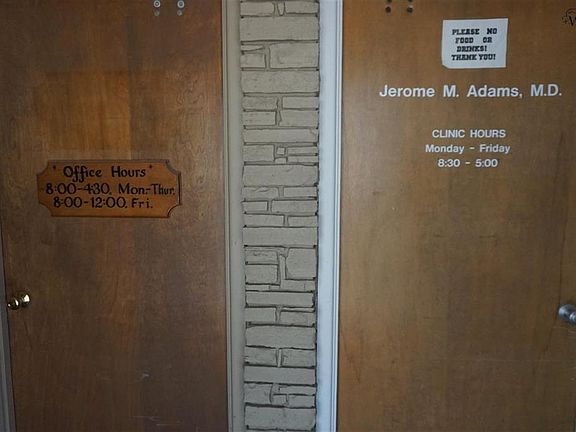 "Office Hours"
8:00-4:30, Mon-Thur.
8:00-12:00, Fri.
PLEASE NO
FOOD OR
DRINKS!
THANK YOU!
Jerome M. Adams, M.D.
CLINIC HOURS
Monday - Friday
8:30 - 5:00